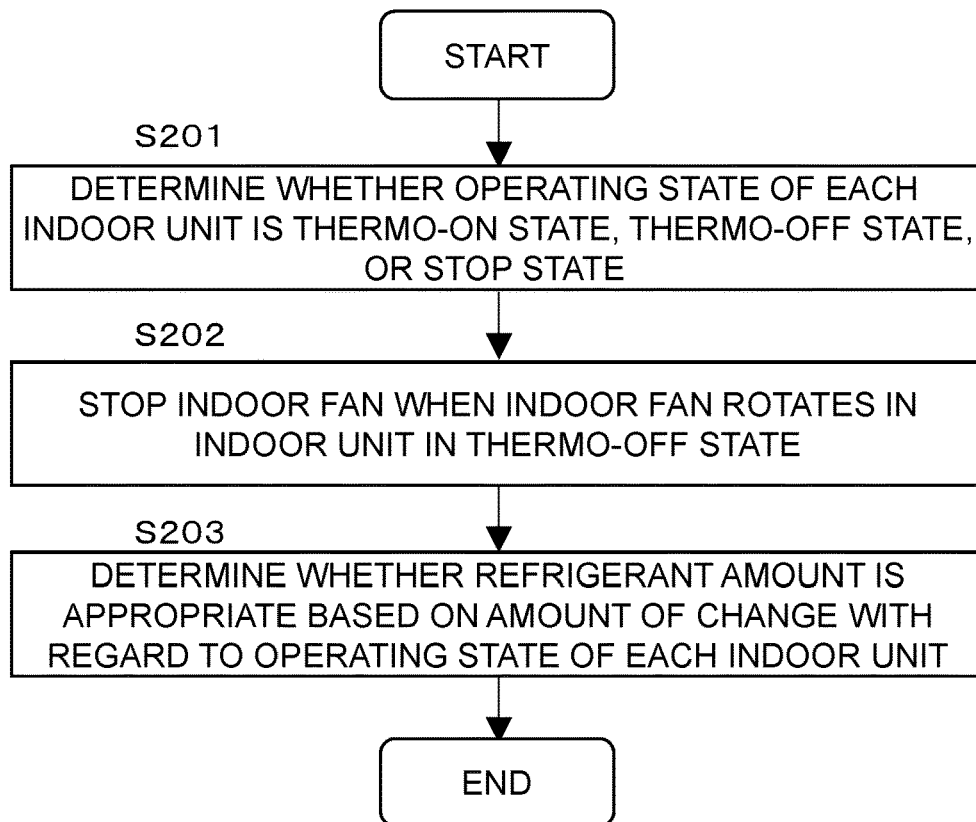 START
S201
DETERMINE WHETHER OPERATING STATE OF EACH
INDOOR UNIT IS THERMO-ON STATE, THERMO-OFF STATE,
OR STOP STATE
S202
STOP INDOOR FAN WHEN INDOOR FAN ROTATES IN
INDOOR UNIT IN THERMO-OFF STATE
S203
DETERMINE WHETHER REFRIGERANT AMOUNT IS
APPROPRIATE BASED ON AMOUNT OF CHANGE WITH
REGARD TO OPERATING STATE OF EACH INDOOR UNIT
END